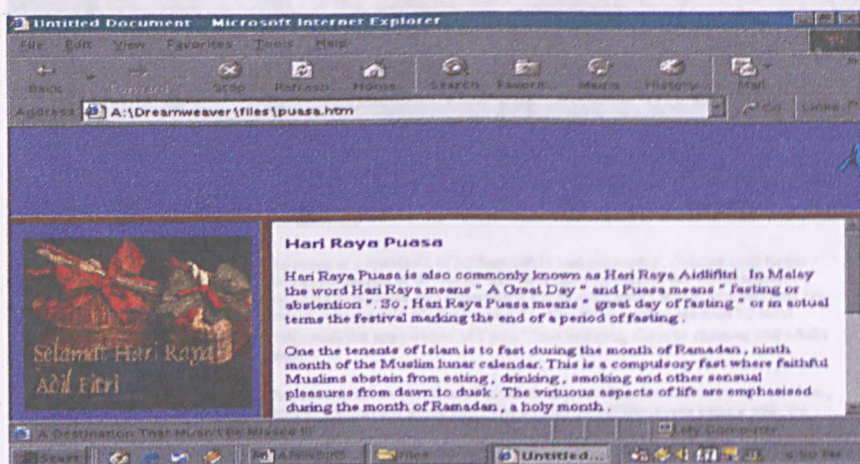 Untitled Document - Microsoft Internet Explorer
File Edit View Favorites Tools Help
Back Forward Stop Refresh Home Search Favorit.. Media History Mail
Address A:\Dreamweaver\files\puasa.htm Go Links
Hari Raya Puasa
Hari Raya Puasa is also commonly known as Hari Raya Aidlifitri . In Malay
the word Hari Raya means " A Great Day " and Puasa means " fasting or
abstention ". So , Hari Raya Puasa means " great day of fasting " or in actual
terms the festival marking the end of a period of fasting .
One the tenents of Islam is to fast during the month of Ramadan , ninth
month of the Muslim lunar calendar. This is a compulsory fast where faithful
Muslims abstain from eating , drinking , smoking and other sensual
pleasures from dawn to dusk . The virtuous aspects of life are emphasised
during the month of Ramadan , a holy month .
Selamat Hari Raya
Adil Fitri
A Destination That Musn't Be Missed !!! My Computer
Start files Untitled... 6:50 PM